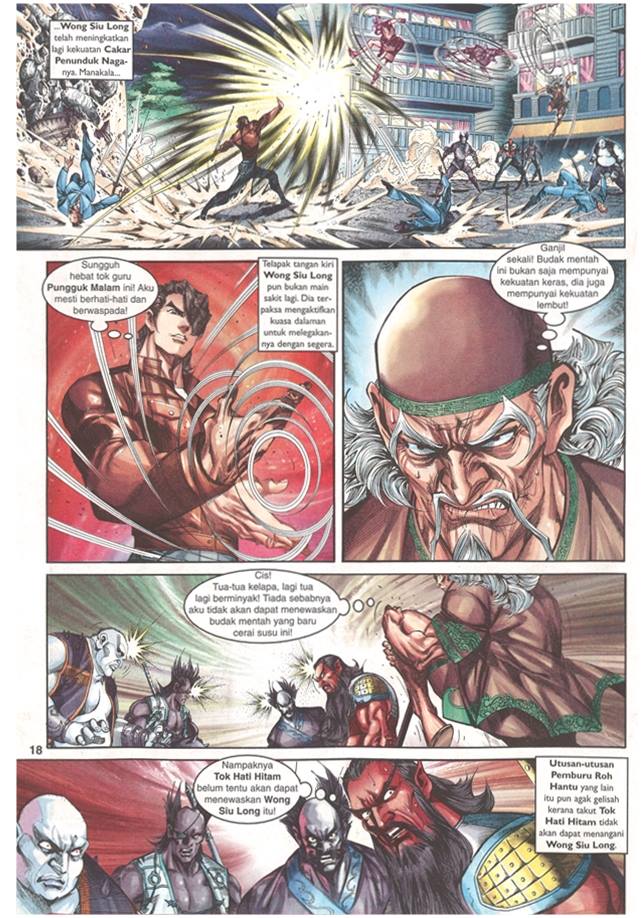 ...Wong Siu Long
telah meningkatkan
lagi kekuatan Cakar
Penunduk Naga-
nya. Manakala...
Sungguh
hebat tok guru
Pungguk Malam ini! Aku
mesti berhati-hati dan
berwaspada!
Telapak tangan kiri
Wong Siu Long
pun bukan main
sakit lagi. Dia ter-
paksa mengaktifkan
kuasa dalaman
untuk melegakan-
nya dengan segera.
Ganjil
sekali! Budak mentah
ini bukan saja mempunyai
kekuatan keras, dia juga
mempunyai kekuatan
lembut!
Cis!
Tua-tua kelapa, lagi tua
lagi berminyak! Tiada sebabnya
aku tidak akan dapat menewaskan
budak mentah yang baru
cerai susu ini!
18
Nampaknya
Tok Hati Hitam
belum tentu akan dapat
menewaskan Wong
Siu Long itu!
Utusan-utusan
Pemburu Roh
Hantu yang lain
itu pun agak gelisah
kerana takut Tok
Hati Hitam tidak
akan dapat menangani
Wong Siu Long.